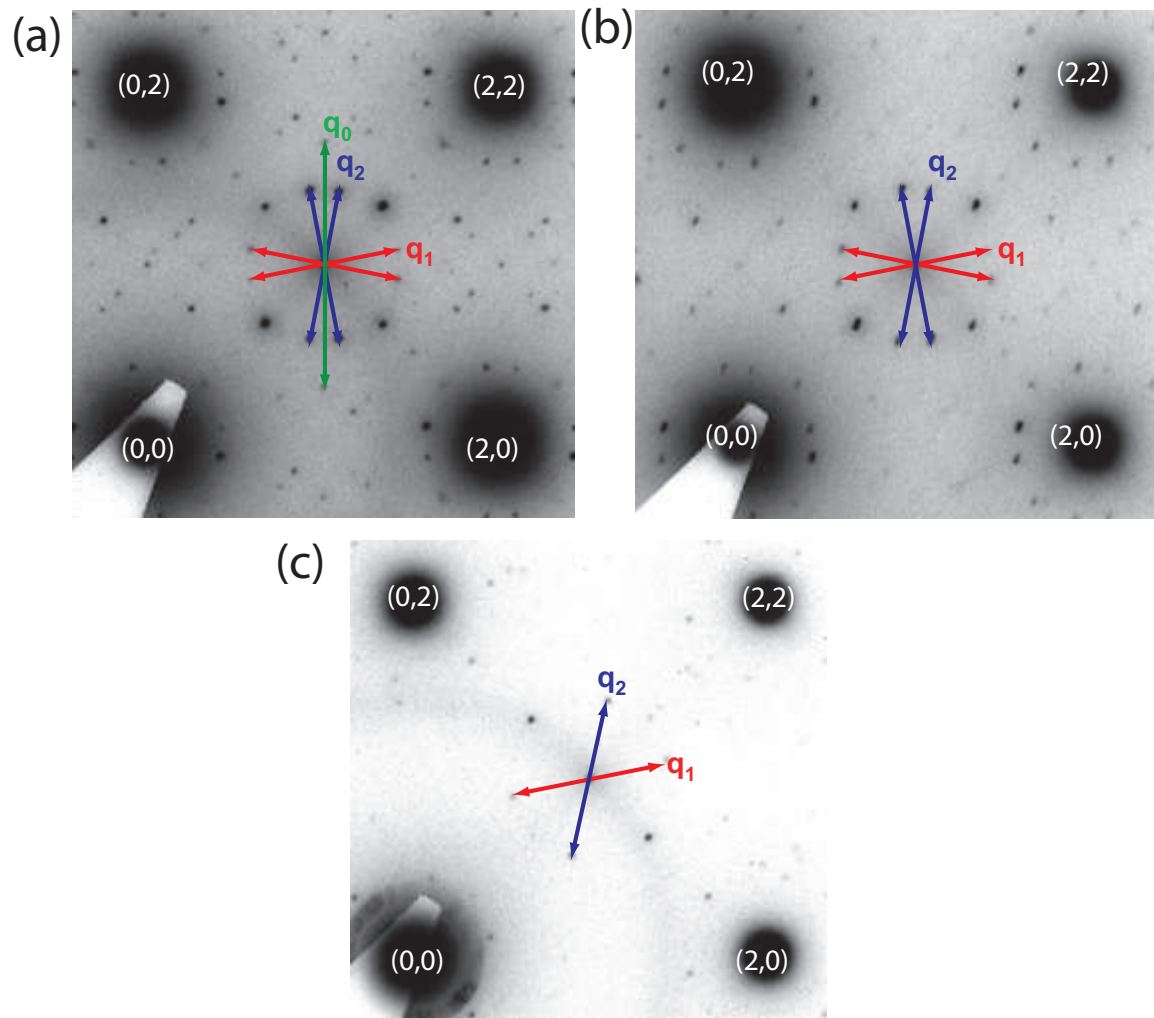 (a)
(0,2)
(2,2)
q0
q2
q1
(0,0)
(2,0)
(b)
(0,2)
(2,2)
q2
q1
(0,0)
(2,0)
(c)
(0,2)
(2,2)
q2
q1
(0,0)
(2,0)